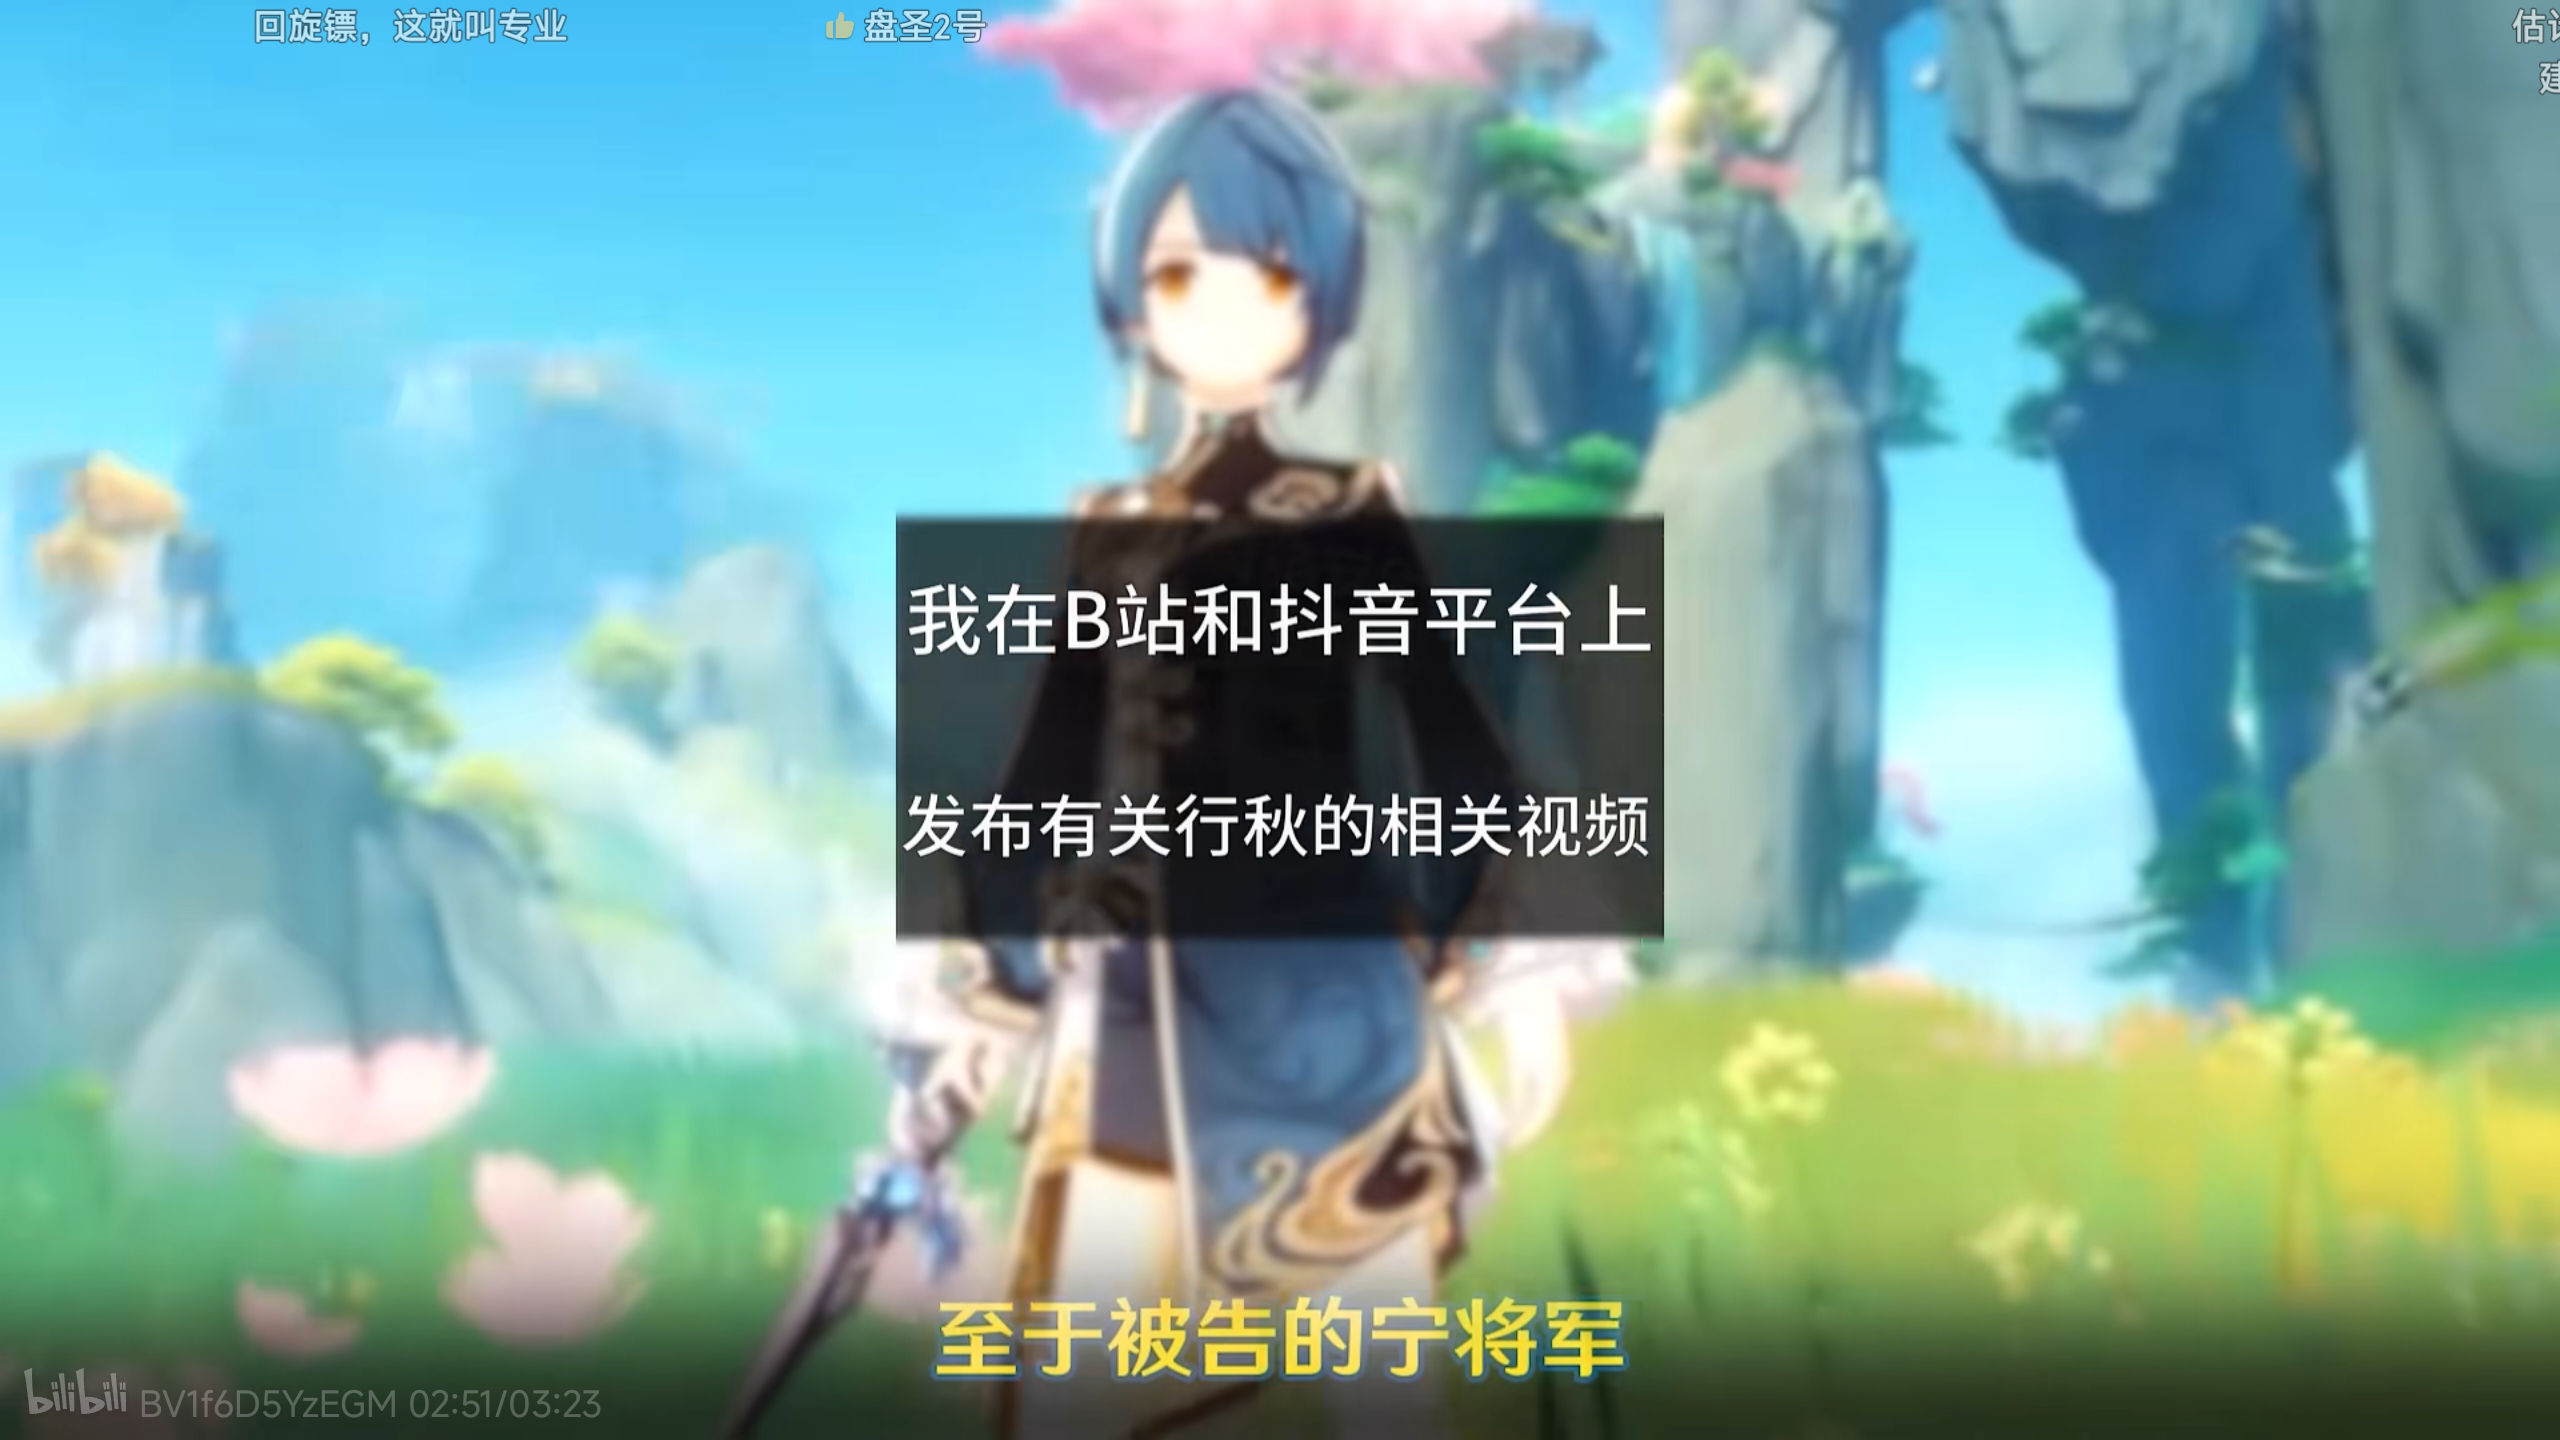 回旋镖，这就叫专业
盘圣2号
我在B站和抖音平台上
发布有关行秋的相关视频
至于被告的宁将军
bilibili BV1f6D5YzEGM 02:51/03:23